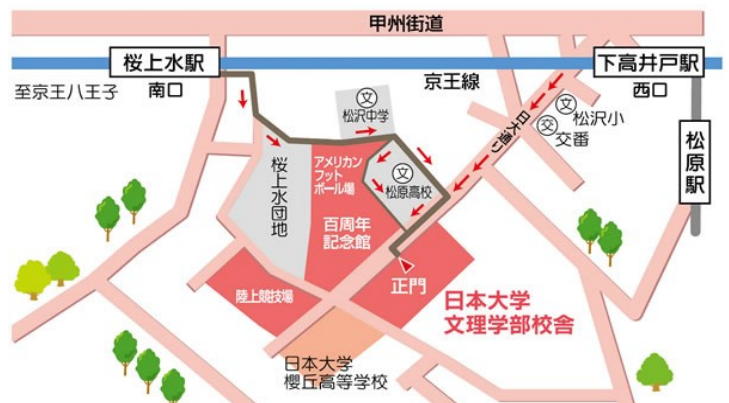 甲州街道
桜上水駅
下高井戸駅
京王線
至京王八王子
南口
西口
文
松沢中学
文
松沢小
交
交番
日大通り
松原駅
アメリカン
フット
ボール場
文
松原高校
桜上水団地
百周年
記念館
正門
陸上競技場
日本大学
文理学部校舎
日本大学
櫻丘高等学校